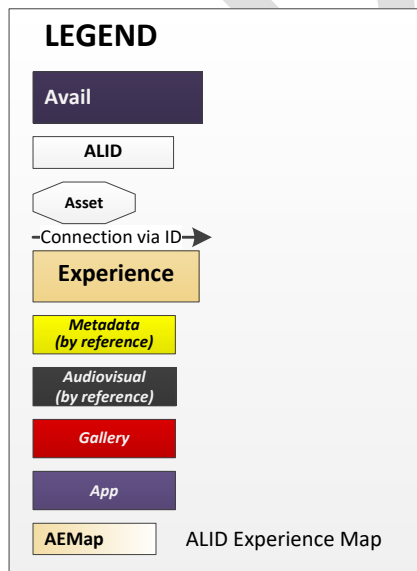 LEGEND
Avail
ALID
Asset
Connection via ID
Experience
Metadata
(by reference)
Audiovisual
(by reference)
Gallery
App
AEMap ALID Experience Map